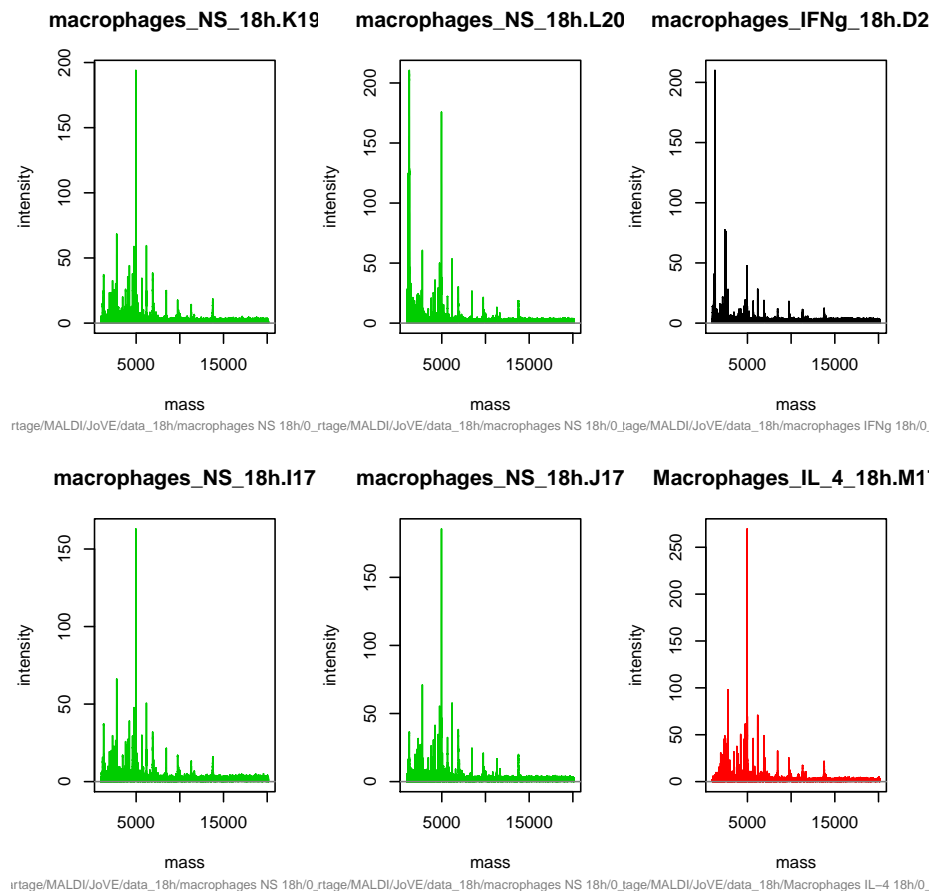 macrophages_NS_18h.K19
macrophages_NS_18h.L20
macrophages_IFNg_18h.D2
intensity
0 50 100 150 200
5000 15000
mass
intensity
0 50 100 150 200
5000 15000
mass
intensity
0 50 100 150 200
5000 15000
mass
rtage/MALDI/JoVE/data_18h/macrophages NS 18h/0_rtage/MALDI/JoVE/data_18h/macrophages NS 18h/0_tage/MALDI/JoVE/data_18h/macrophages IFNg 18h/0_
macrophages_NS_18h.I17
macrophages_NS_18h.J17
Macrophages_IL_4_18h.M17
intensity
0 50 100 150
5000 15000
mass
intensity
0 50 100 150
5000 15000
mass
intensity
0 50 100 150 200 250
5000 15000
mass
rtage/MALDI/JoVE/data_18h/macrophages NS 18h/0_rtage/MALDI/JoVE/data_18h/macrophages NS 18h/0_tage/MALDI/JoVE/data_18h/Macrophages IL−4 18h/0_